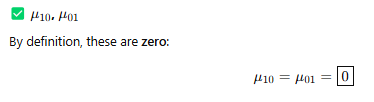 ✅ μ₁₀, μ₀₁
By definition, these are zero:
μ₁₀ = μ₀₁ = 0